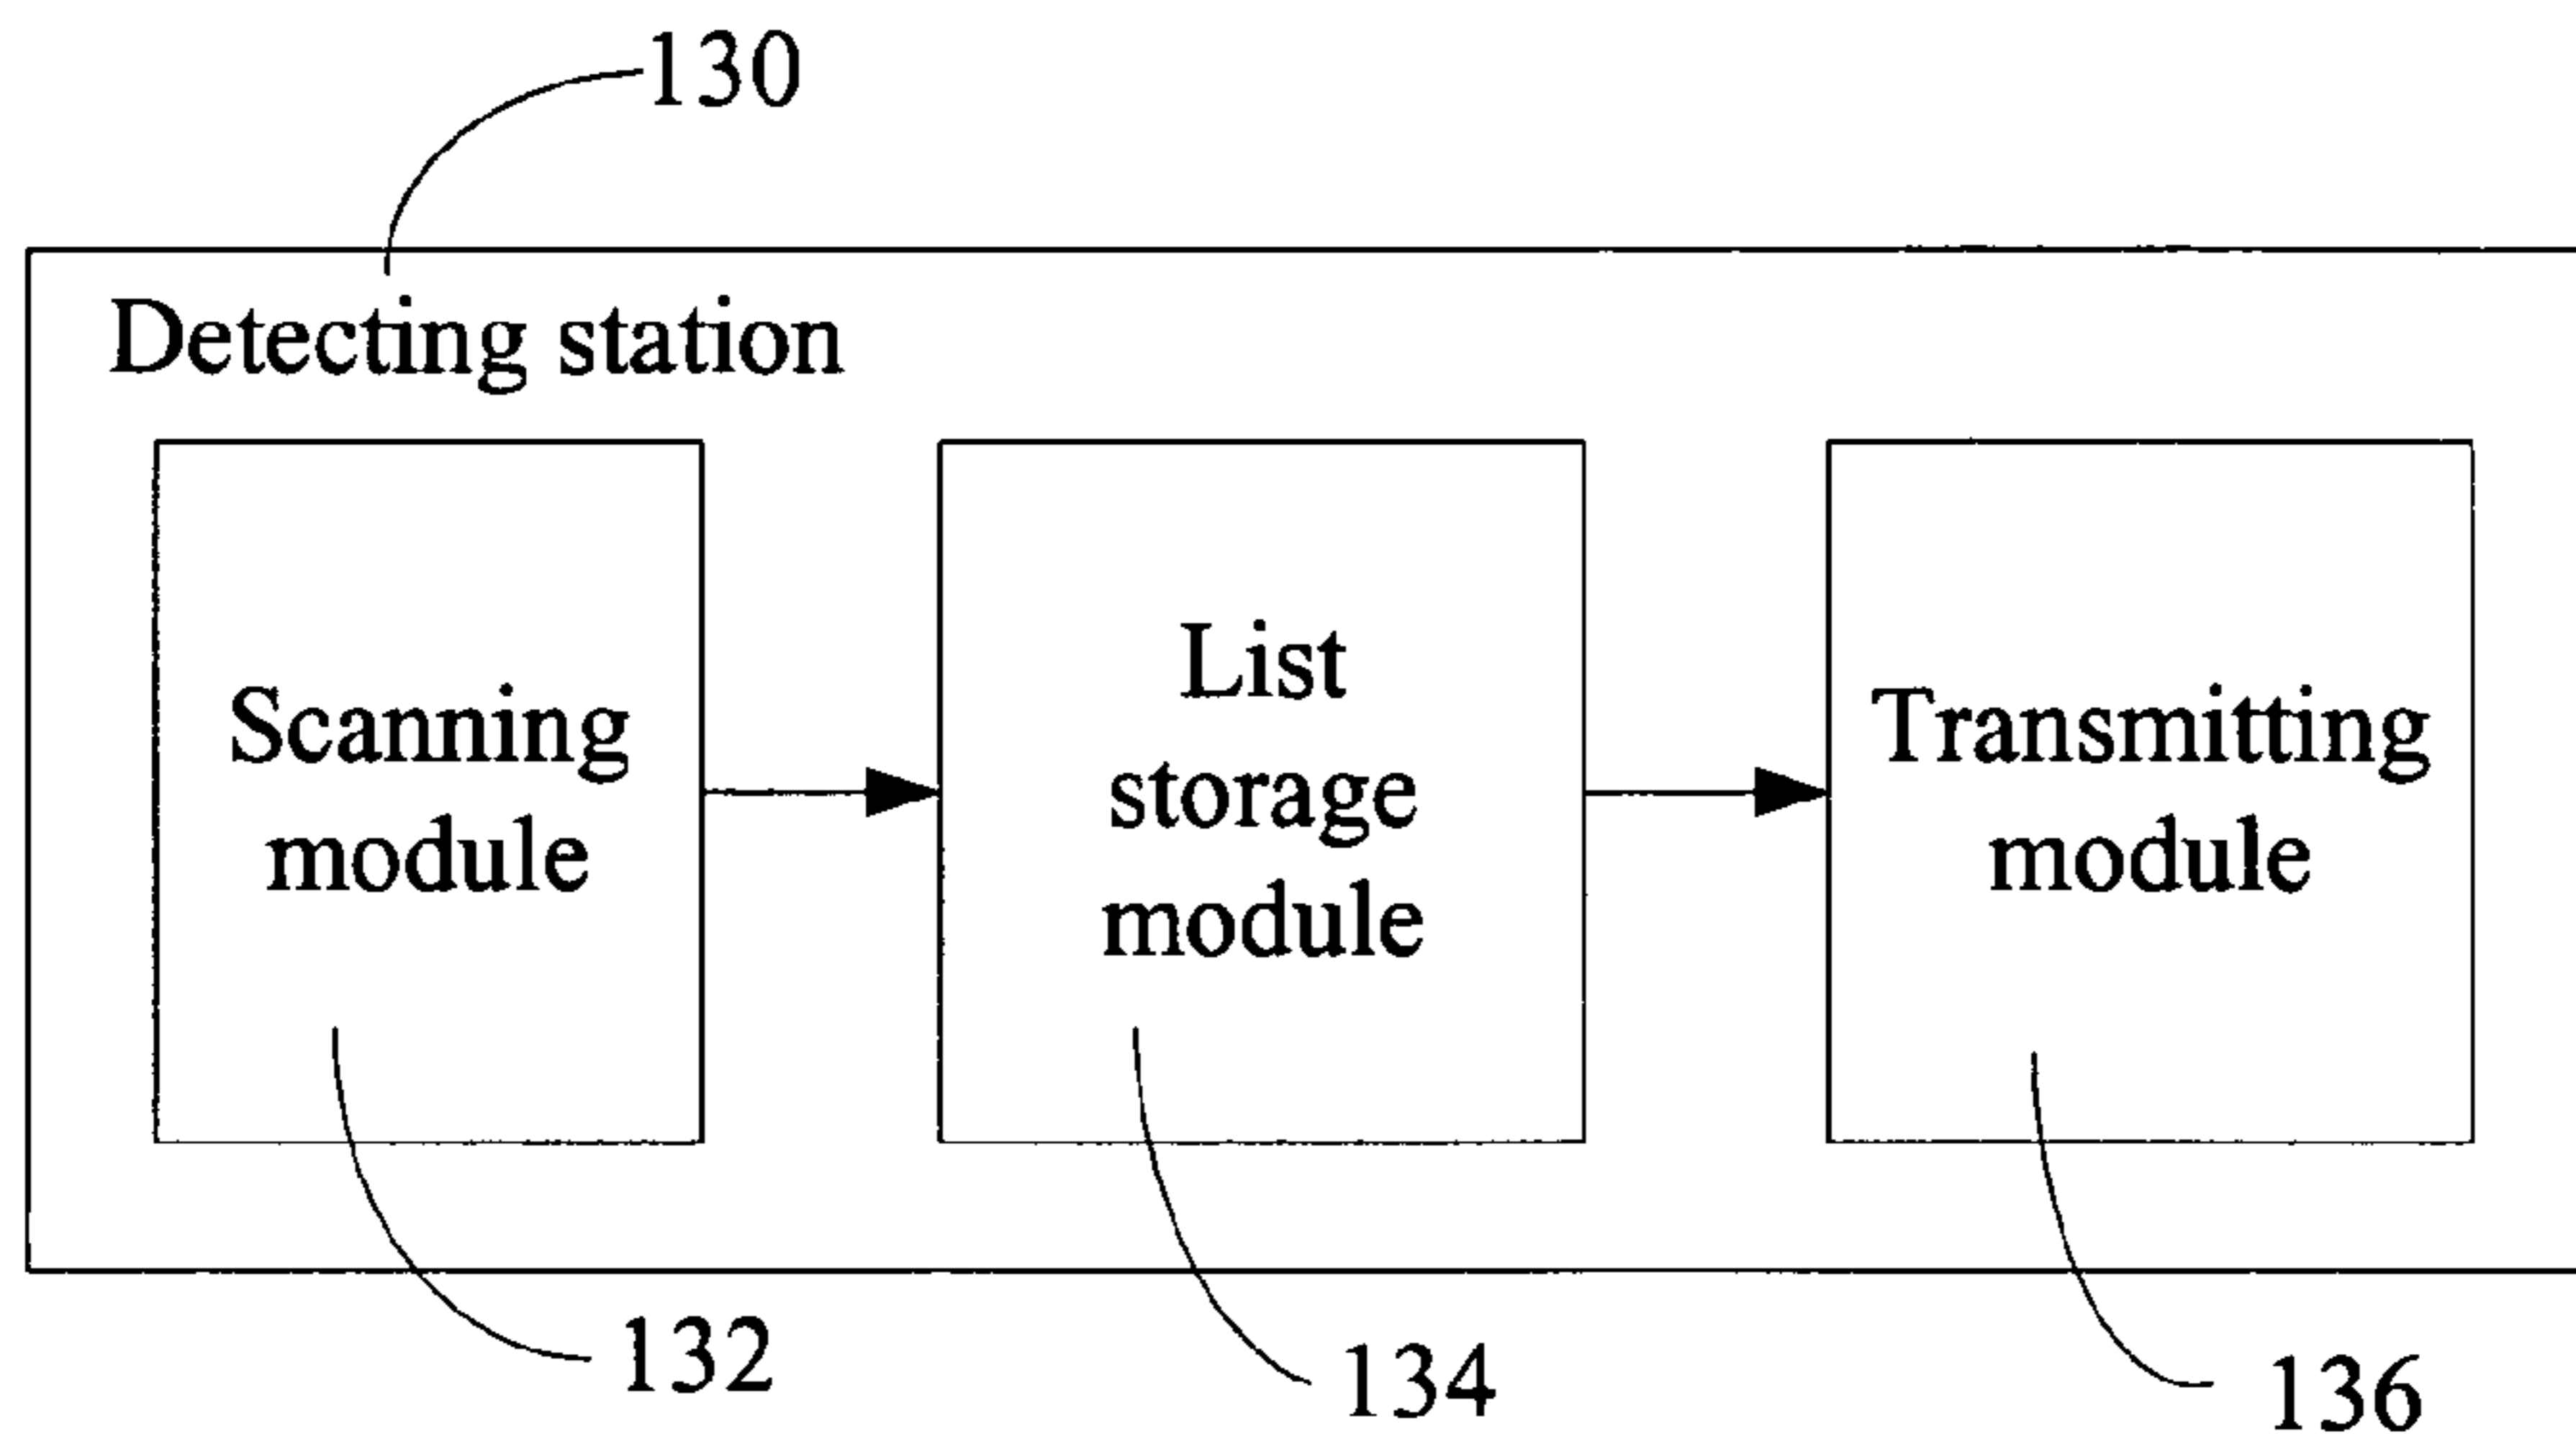 130
Detecting station
Scanning
module
List
storage
module
Transmitting
module
132
134
136